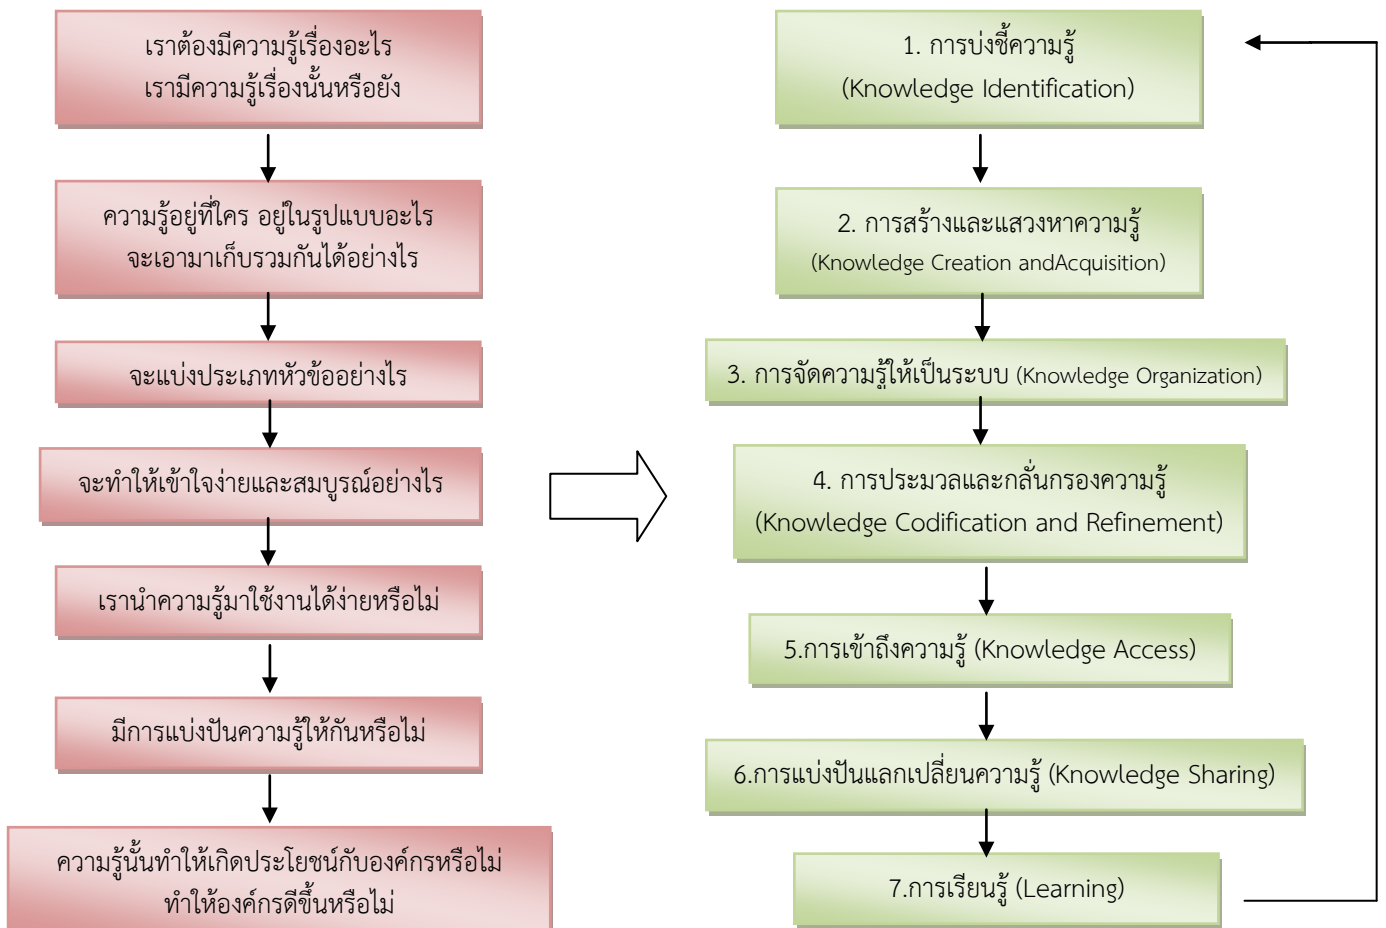 เราต้องมีความรู้เรื่องอะไร
เรามีความรู้เรื่องนั้นหรือยัง
ความรู้อยู่ที่ใคร อยู่ในรูปแบบอะไร
จะเอามาเก็บรวมกันได้อย่างไร
จะแบ่งประเภทหัวข้ออย่างไร
จะทำให้เข้าใจง่ายและสมบูรณ์อย่างไร
เรานำความรู้มาใช้งานได้ง่ายหรือไม่
มีการแบ่งปันความรู้ให้กันหรือไม่
ความรู้นั้นทำให้เกิดประโยชน์กับองค์กรหรือไม่
ทำให้องค์กรดีขึ้นหรือไม่
1. การบ่งชี้ความรู้
(Knowledge Identification)
2. การสร้างและแสวงหาความรู้
(Knowledge Creation andAcquisition)
3. การจัดความรู้ให้เป็นระบบ (Knowledge Organization)
4. การประมวลและกลั่นกรองความรู้
(Knowledge Codification and Refinement)
5.การเข้าถึงความรู้ (Knowledge Access)
6.การแบ่งปันแลกเปลี่ยนความรู้ (Knowledge Sharing)
7.การเรียนรู้ (Learning)